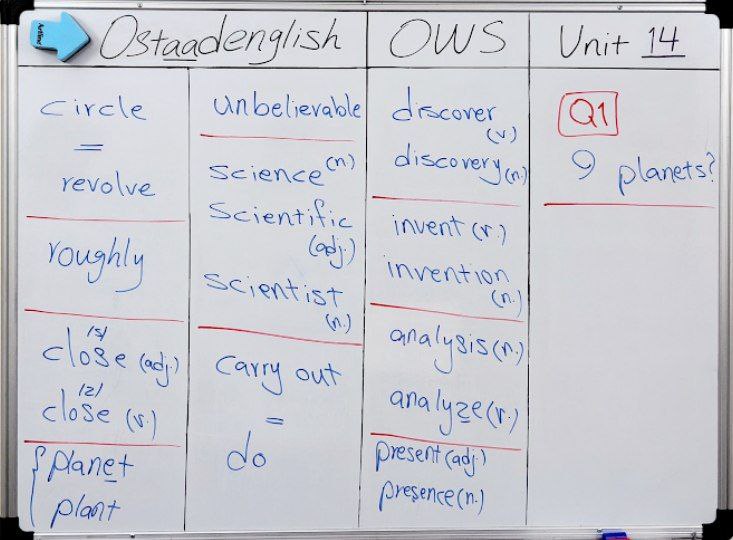 Ostaadenglish
OWS
Unit 14
circle
=
revolve
roughly
/s/
close (adj.)
/z/
close (v.)
{ planet
plant
unbelievable
science (n)
scientific
(adj.)
scientist
(n.)
carry out
=
do
discover
(v.)
discovery (n.)
invent (v.)
invention
(n.)
analysis (n.)
analyze (v.)
present (adj.)
presence (n.)
Q1
9 planets?